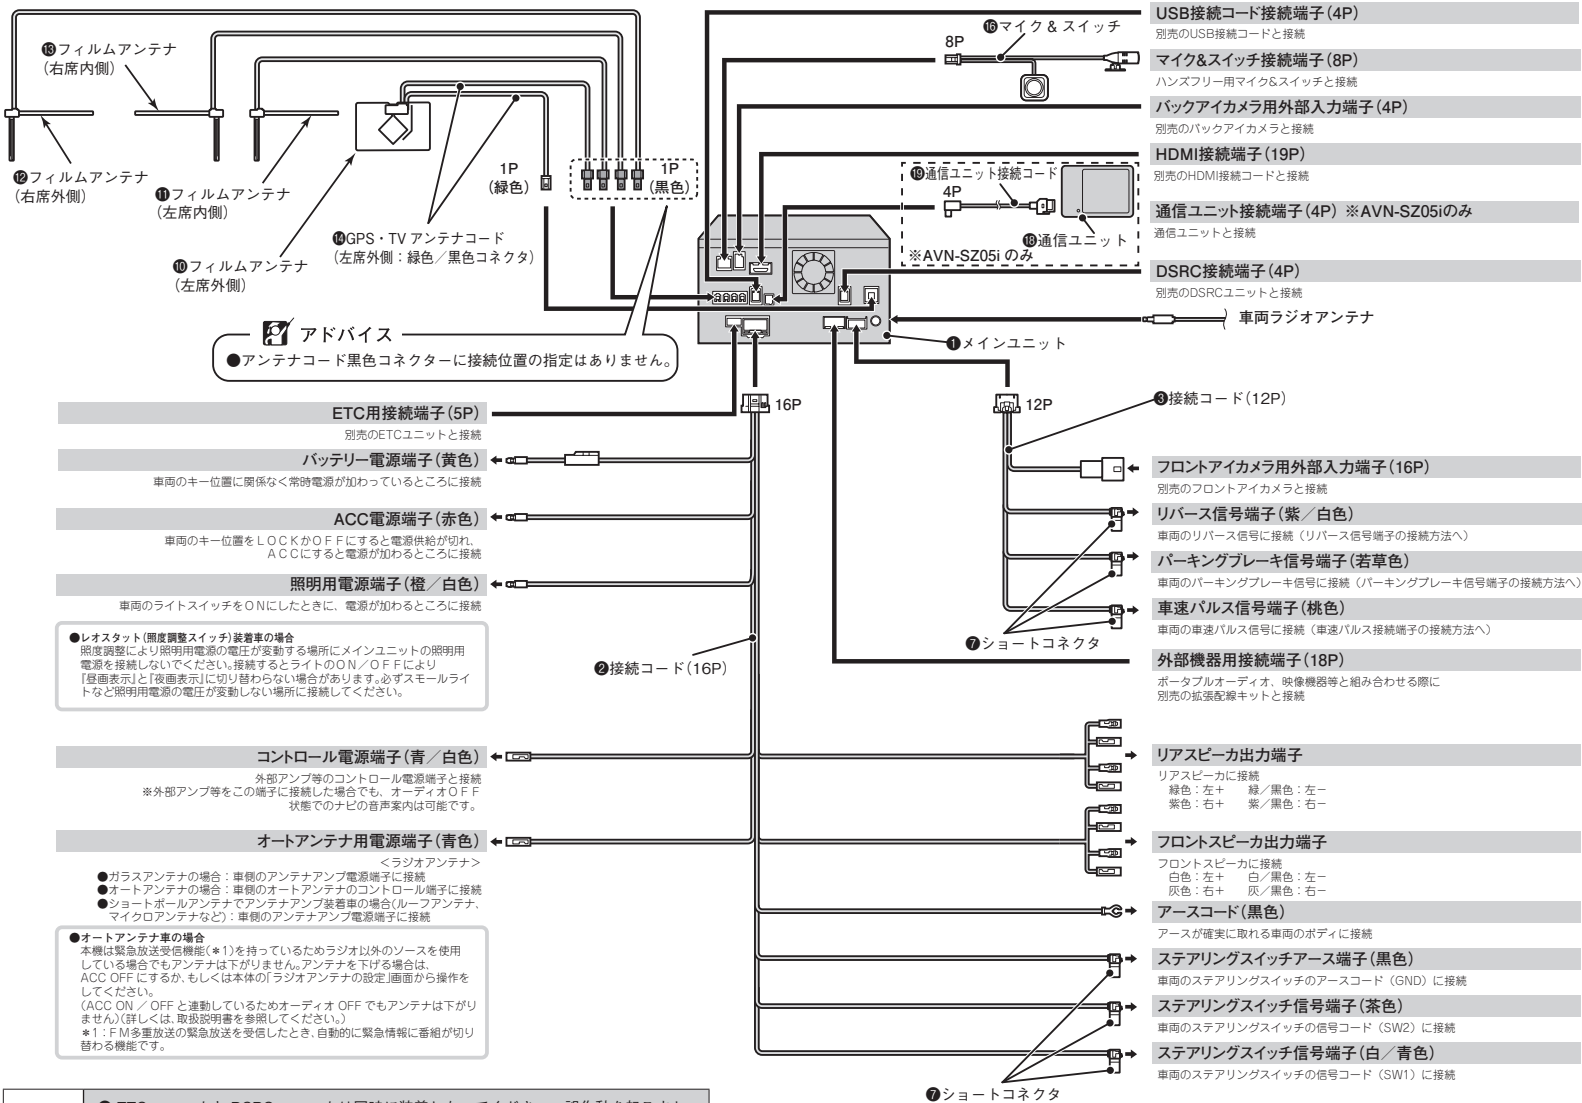 ⓭フィルムアンテナ
(右席内側)
⓬フィルムアンテナ
(右席外側)
⓫フィルムアンテナ
(左席内側)
❿フィルムアンテナ
(左席外側)
⓮GPS・TV アンテナコード
(左席外側:緑色/黒色コネクタ)
1P
(緑色)
1P
(黒色)
アドバイス
●アンテナコード黒色コネクターに接続位置の指定はありません。
⓰マイク & スイッチ
8P
⓳通信ユニット接続コード
4P
⓲通信ユニット
※AVN-SZ05i のみ
❶メインユニット
車両ラジオアンテナ
USB接続コード接続端子(4P)
別売のUSB接続コードと接続
マイク&スイッチ接続端子(8P)
ハンズフリー用マイク&スイッチと接続
バックアイカメラ用外部入力端子(4P)
別売のバックアイカメラと接続
HDMI接続端子(19P)
別売のHDMI接続コードと接続
通信ユニット接続端子(4P) ※AVN-SZ05iのみ
通信ユニットと接続
DSRC接続端子(4P)
別売のDSRCユニットと接続
16P
12P
❸接続コード(12P)
❷接続コード(16P)
ETC用接続端子(5P)
別売のETCユニットと接続
バッテリー電源端子(黄色)
車両のキー位置に関係なく常時電源が加わっているところに接続
ACC電源端子(赤色)
車両のキー位置をLOCKかOFFにすると電源供給が切れ、
ACCにすると電源が加わるところに接続
照明用電源端子(橙/白色)
車両のライトスイッチをONにしたときに、電源が加わるところに接続
●レオスタット(照度調整スイッチ)装着車の場合
照度調整により照明用電源の電圧が変動する場所にメインユニットの照明用
電源を接続しないでください。接続するとライトのON/OFFにより
『昼画表示』と『夜画表示』に切り替わらない場合があります。必ずスモールライ
トなど照明用電源の電圧が変動しない場所に接続してください。
コントロール電源端子(青/白色)
外部アンプ等のコントロール電源端子と接続
※外部アンプ等をこの端子に接続した場合でも、オーディオOFF
状態でのナビの音声案内は可能です。
オートアンテナ用電源端子(青色)
<ラジオアンテナ>
●ガラスアンテナの場合:車側のアンテナアンプ電源端子に接続
●オートアンテナの場合:車側のオートアンテナのコントロール端子に接続
●ショートポールアンテナでアンテナアンプ装着車の場合(ルーフアンテナ、
マイクロアンテナなど):車側のアンテナアンプ電源端子に接続
●オートアンテナ車の場合
本機は緊急放送受信機能(*1)を持っているためラジオ以外のソースを使用
している場合でもアンテナは下がりません。アンテナを下げる場合は、
ACC OFF にするか、もしくは本体の「ラジオアンテナの設定」画面から操作を
してください。
(ACC ON / OFF と連動しているためオーディオ OFF でもアンテナは下がり
ません)(詳しくは、取扱説明書を参照してください。)
*1:FM多重放送の緊急放送を受信したとき、自動的に緊急情報に番組が切り
替わる機能です。
フロントアイカメラ用外部入力端子(16P)
別売のフロントアイカメラと接続
リバース信号端子(紫/白色)
車両のリバース信号に接続(リバース信号端子の接続方法へ)
パーキングブレーキ信号端子(若草色)
車両のパーキングブレーキ信号に接続(パーキングブレーキ信号端子の接続方法へ)
車速パルス信号端子(桃色)
車両の車速パルス信号に接続(車速パルス接続端子の接続方法へ)
❼ショートコネクタ
外部機器用接続端子(18P)
ポータブルオーディオ、映像機器等と組み合わせる際に
別売の拡張配線キットと接続
リアスピーカ出力端子
リアスピーカに接続
緑色:左+ 緑/黒色:左−
紫色:右+ 紫/黒色:右−
フロントスピーカ出力端子
フロントスピーカに接続
白色:左+ 白/黒色:左−
灰色:右+ 灰/黒色:右−
アースコード(黒色)
アースが確実に取れる車両のボディに接続
ステアリングスイッチアース端子(黒色)
車両のステアリングスイッチのアースコード(GND)に接続
ステアリングスイッチ信号端子(茶色)
車両のステアリングスイッチの信号コード(SW2)に接続
ステアリングスイッチ信号端子(白/青色)
車両のステアリングスイッチの信号コード(SW1)に接続
❼ショートコネクタ